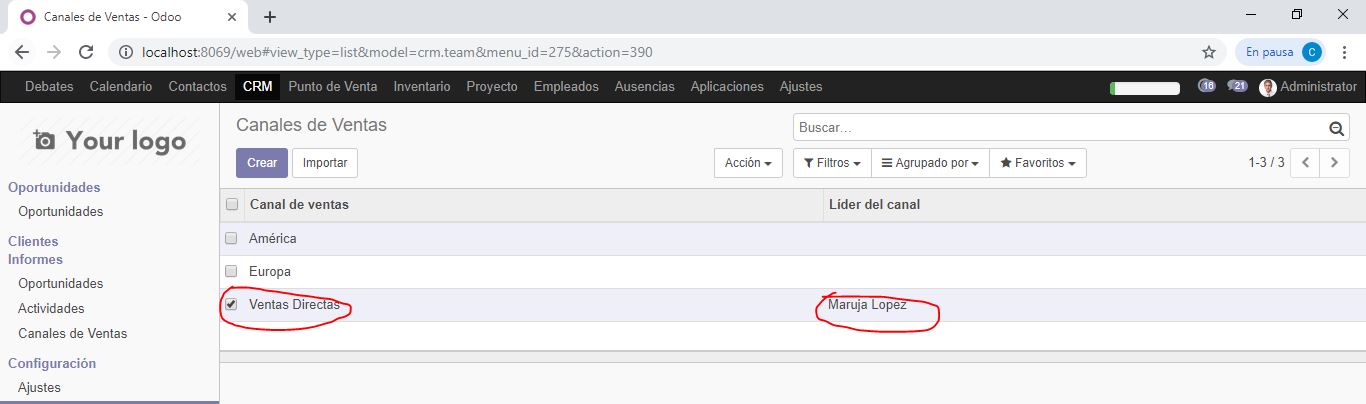 Canales de Ventas - Odoo
localhost:8069/web#view_type=list&model=crm.team&menu_id=275&action=390
En pausa C
Debates Calendario Contactos CRM Punto de Venta Inventario Proyecto Empleados Ausencias Aplicaciones Ajustes 16 21 Administrator
Your logo
Canales de Ventas
Buscar...
Crear Importar Acción Filtros Agrupado por Favoritos 1-3 / 3
Oportunidades
Oportunidades
Clientes
Informes
Oportunidades
Actividades
Canales de Ventas
Configuración
Ajustes
Canal de ventas Líder del canal
América
Europa
Ventas Directas Maruja Lopez